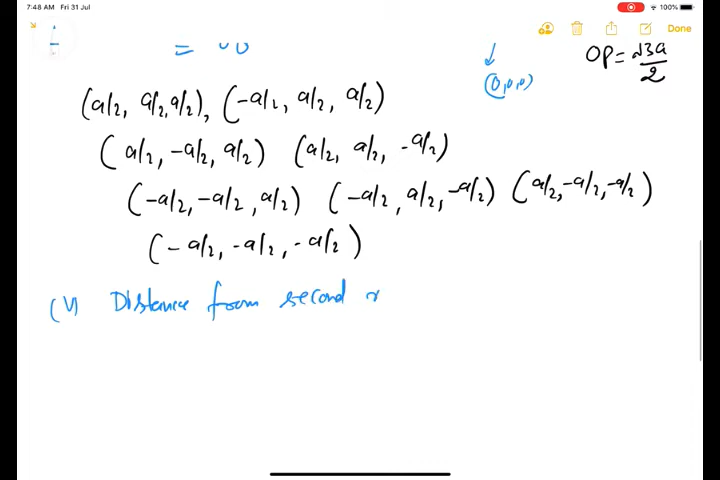 7:48 AM Fri 31 Jul
100%
Done
OP = √3a/2
(0,0,0)
(a/2, a/2, a/2), (-a/2, a/2, a/2)
(a/2, -a/2, a/2) (a/2, a/2, -a/2)
(-a/2, -a/2, a/2) (-a/2, a/2, -a/2) (a/2, -a/2, -a/2)
(-a/2, -a/2, -a/2)
(v) Distance from second